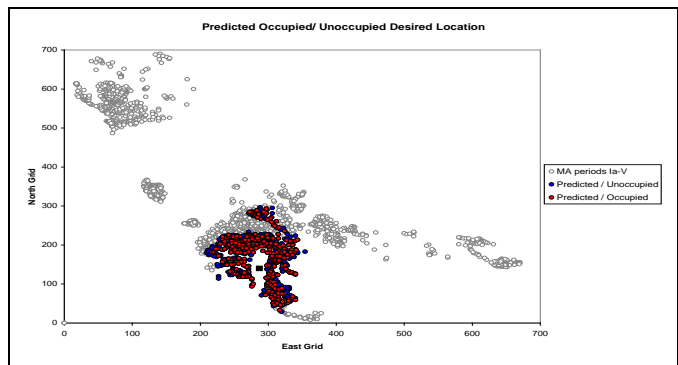 Predicted Occupied/ Unoccupied Desired Location
700
600
500
400
300
200
100
0
North Grid
0 100 200 300 400 500 600 700
East Grid
MA periods Ia-V
Predicted / Unoccupied
Predicted / Occupied